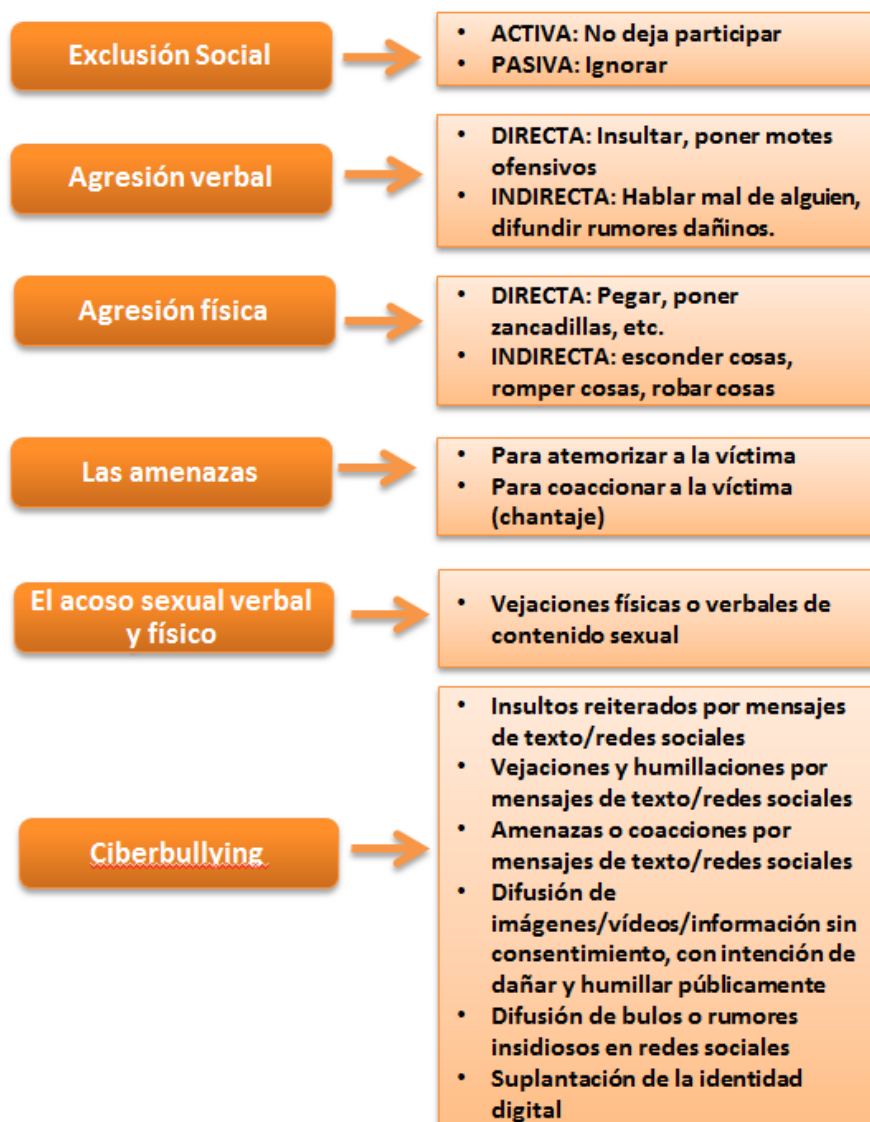 Exclusión Social
• ACTIVA: No deja participar
• PASIVA: Ignorar
Agresión verbal
• DIRECTA: Insultar, poner motes
ofensivos
• INDIRECTA: Hablar mal de alguien,
difundir rumores dañinos.
Agresión física
• DIRECTA: Pegar, poner
zancadillas, etc.
• INDIRECTA: esconder cosas,
romper cosas, robar cosas
Las amenazas
• Para atemorizar a la víctima
• Para coaccionar a la víctima
(chantaje)
El acoso sexual verbal
y físico
• Vejaciones físicas o verbales de
contenido sexual
Ciberbullying
• Insultos reiterados por mensajes
de texto/redes sociales
• Vejaciones y humillaciones por
mensajes de texto/redes sociales
• Amenazas o coacciones por
mensajes de texto/redes sociales
• Difusión de
imágenes/vídeos/información sin
consentimiento, con intención de
dañar y humillar públicamente
• Difusión de bulos o rumores
insidiosos en redes sociales
• Suplantación de la identidad
digital